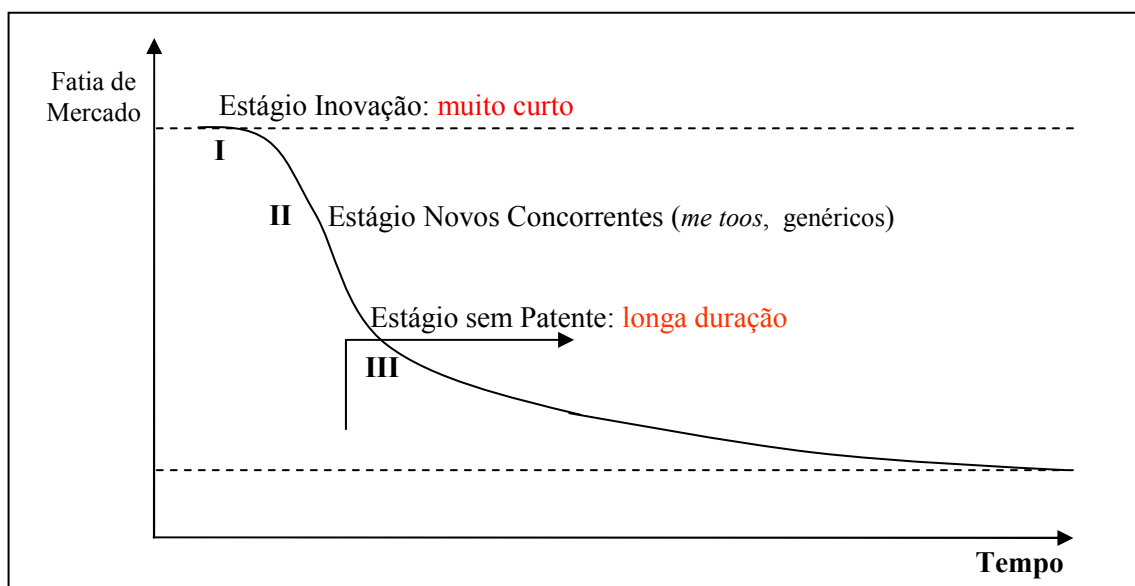 Fatia de
Mercado
Estágio Inovação: muito curto
I
II
Estágio Novos Concorrentes (me toos, genéricos)
Estágio sem Patente: longa duração
III
Tempo